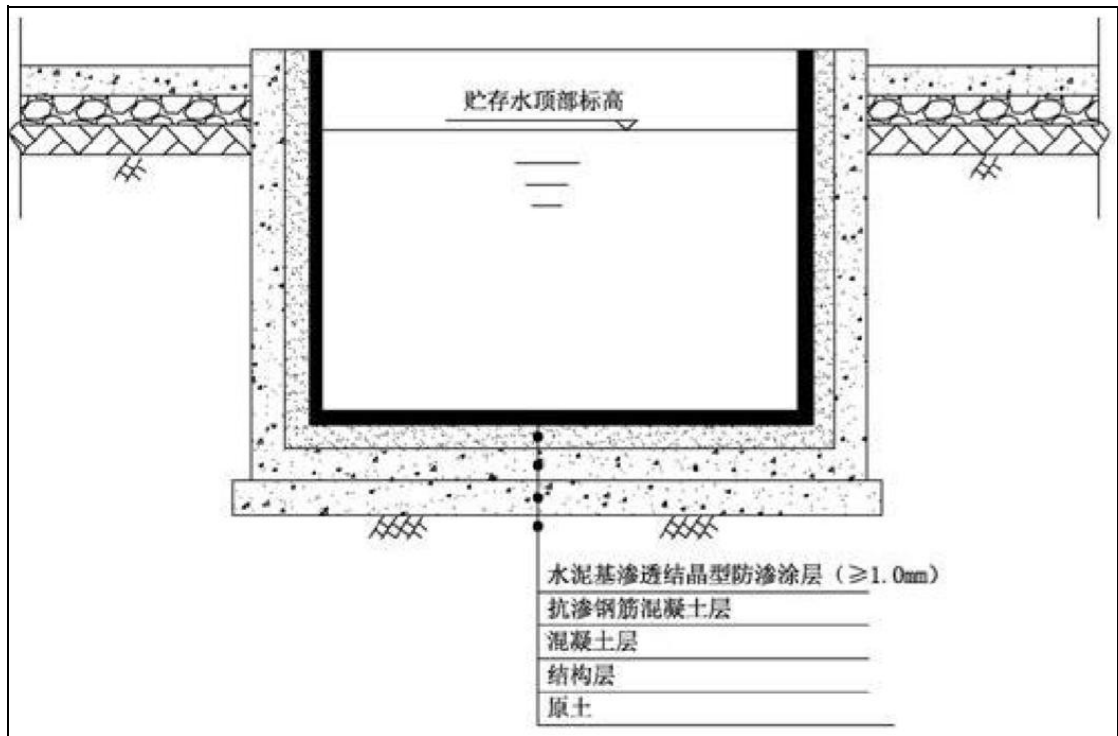 贮存水顶部标高
水泥基渗透结晶型防渗涂层（≥1.0mm）
抗渗钢筋混凝土层
混凝土层
结构层
原土